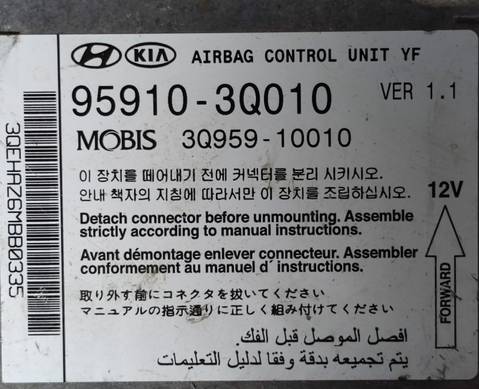 HYUNDAI KIA AIRBAG CONTROL UNIT YF
95910-3Q010 VER 1.1
MOBIS 3Q959-10010
이 장치를 떼어내기 전에 커넥터를 분리 시키시오.
안내 책자의 지침에 따라서만 이 장치를 조립하십시오.
12V
Detach connector before unmounting. Assemble
strictly according to manual instructions.
Avant démontage enlever connecteur. Assembler
conformement au manuel d´ instructions.
FORWARD
取り外す前にコネクタを抜いてください
マニュアルの指示通りに正しく組み付けてください
افصل الموصل قبل الفك.
يتم تجميعه بدقة وفقا لدليل التعليمات
3QEHAZ6MBB0335